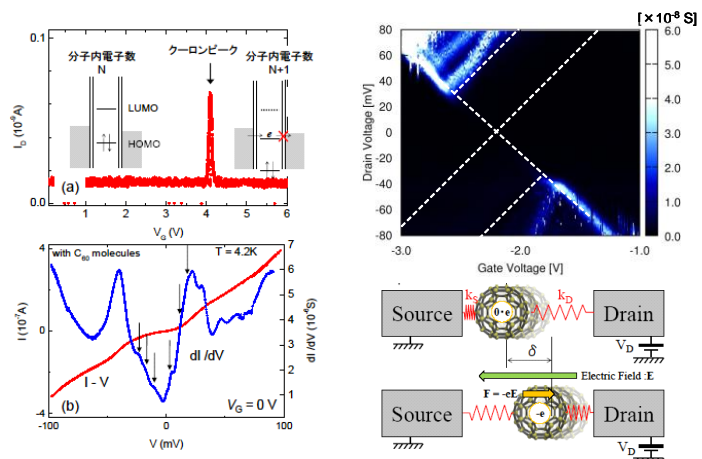 0.1
分子内電子数
N
クーロンピーク
分子内電子数
N+1
LUMO
HOMO
e
I_D (10⁻⁹A)
(a)
0.0
1 2 3 4 5 6
V_G (V)
with C₆₀ molecules
T = 4.2K
4
0
-4
I (10⁻⁷A)
7
6
5
4
3
2
1
dI /dV (10⁻⁶S)
dI /dV
I - V
(b)
V_G = 0 V
-100 0 100
V (mV)
[×10⁻⁸ S]
80
60
40
20
0
-20
-40
-60
-80
Drain Voltage [mV]
6.0
5.0
4.0
3.0
2.0
1.0
0.0
-3.0 -2.0 -1.0
Gate Voltage [V]
Source
k_S
0·e
k_D
Drain
V_D
δ
Electric Field :E
F = -eE
Source
-e
Drain
V_D